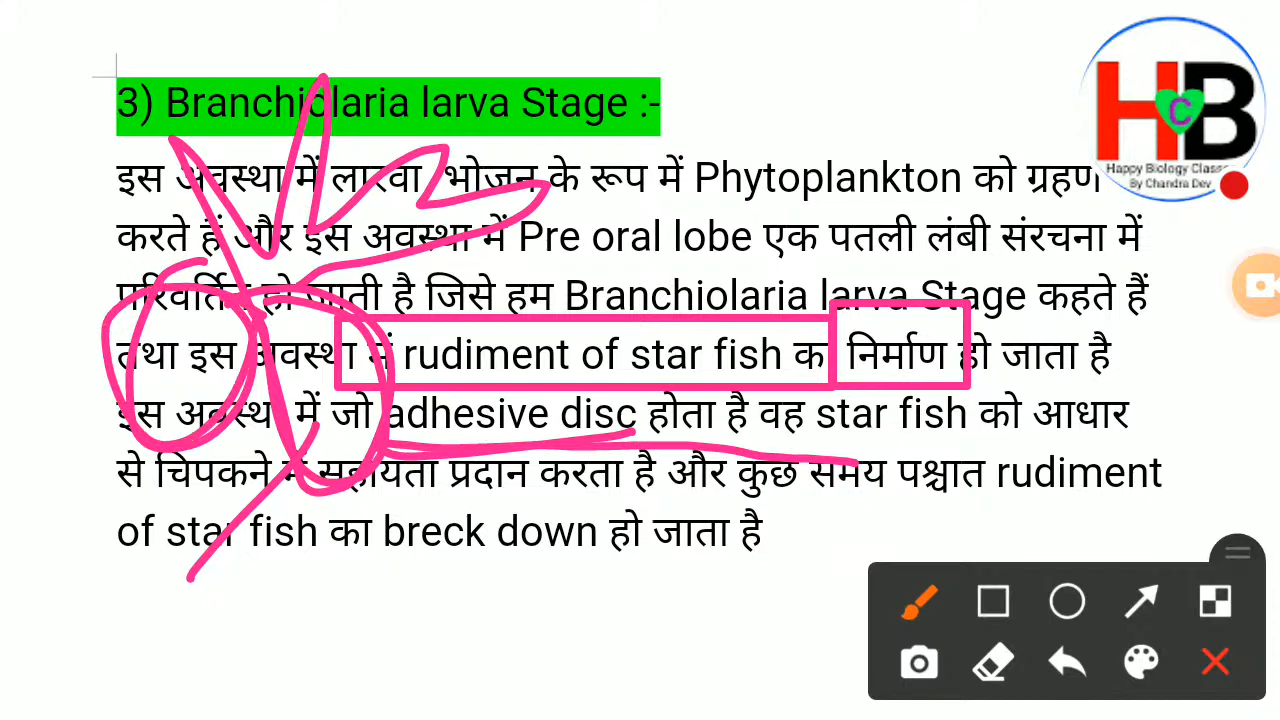 3) Branchiolaria larva Stage :-
इस अवस्था में लारवा भोजन के रूप में Phytoplankton को ग्रहण
करते हैं और इस अवस्था में Pre oral lobe एक पतली लंबी संरचना में
परिवर्तित हो जाती है जिसे हम Branchiolaria larva Stage कहते हैं
तथा इस अवस्था में rudiment of star fish का निर्माण हो जाता है
इस अवस्था में जो adhesive disc होता है वह star fish को आधार
से चिपकने में सहायता प्रदान करता है और कुछ समय पश्चात rudiment
of star fish का breck down हो जाता है
HCB
Happy Biology Classe
By Chandra Dev